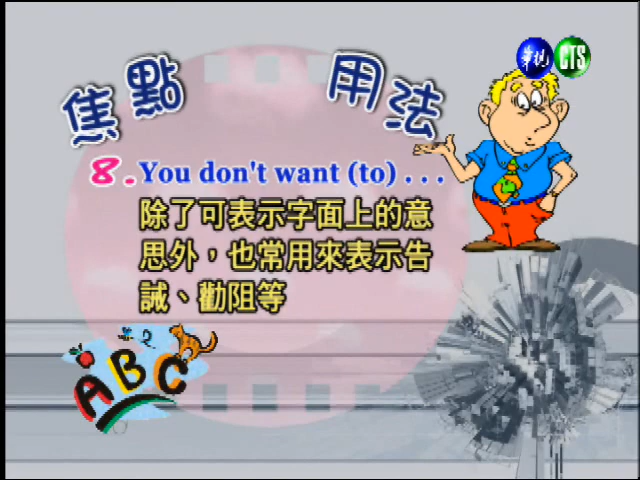 華視 CTS
焦點 用法
8. You don't want (to) . . .
除了可表示字面上的意
思外，也常用來表示告
誡、勸阻等
ABC